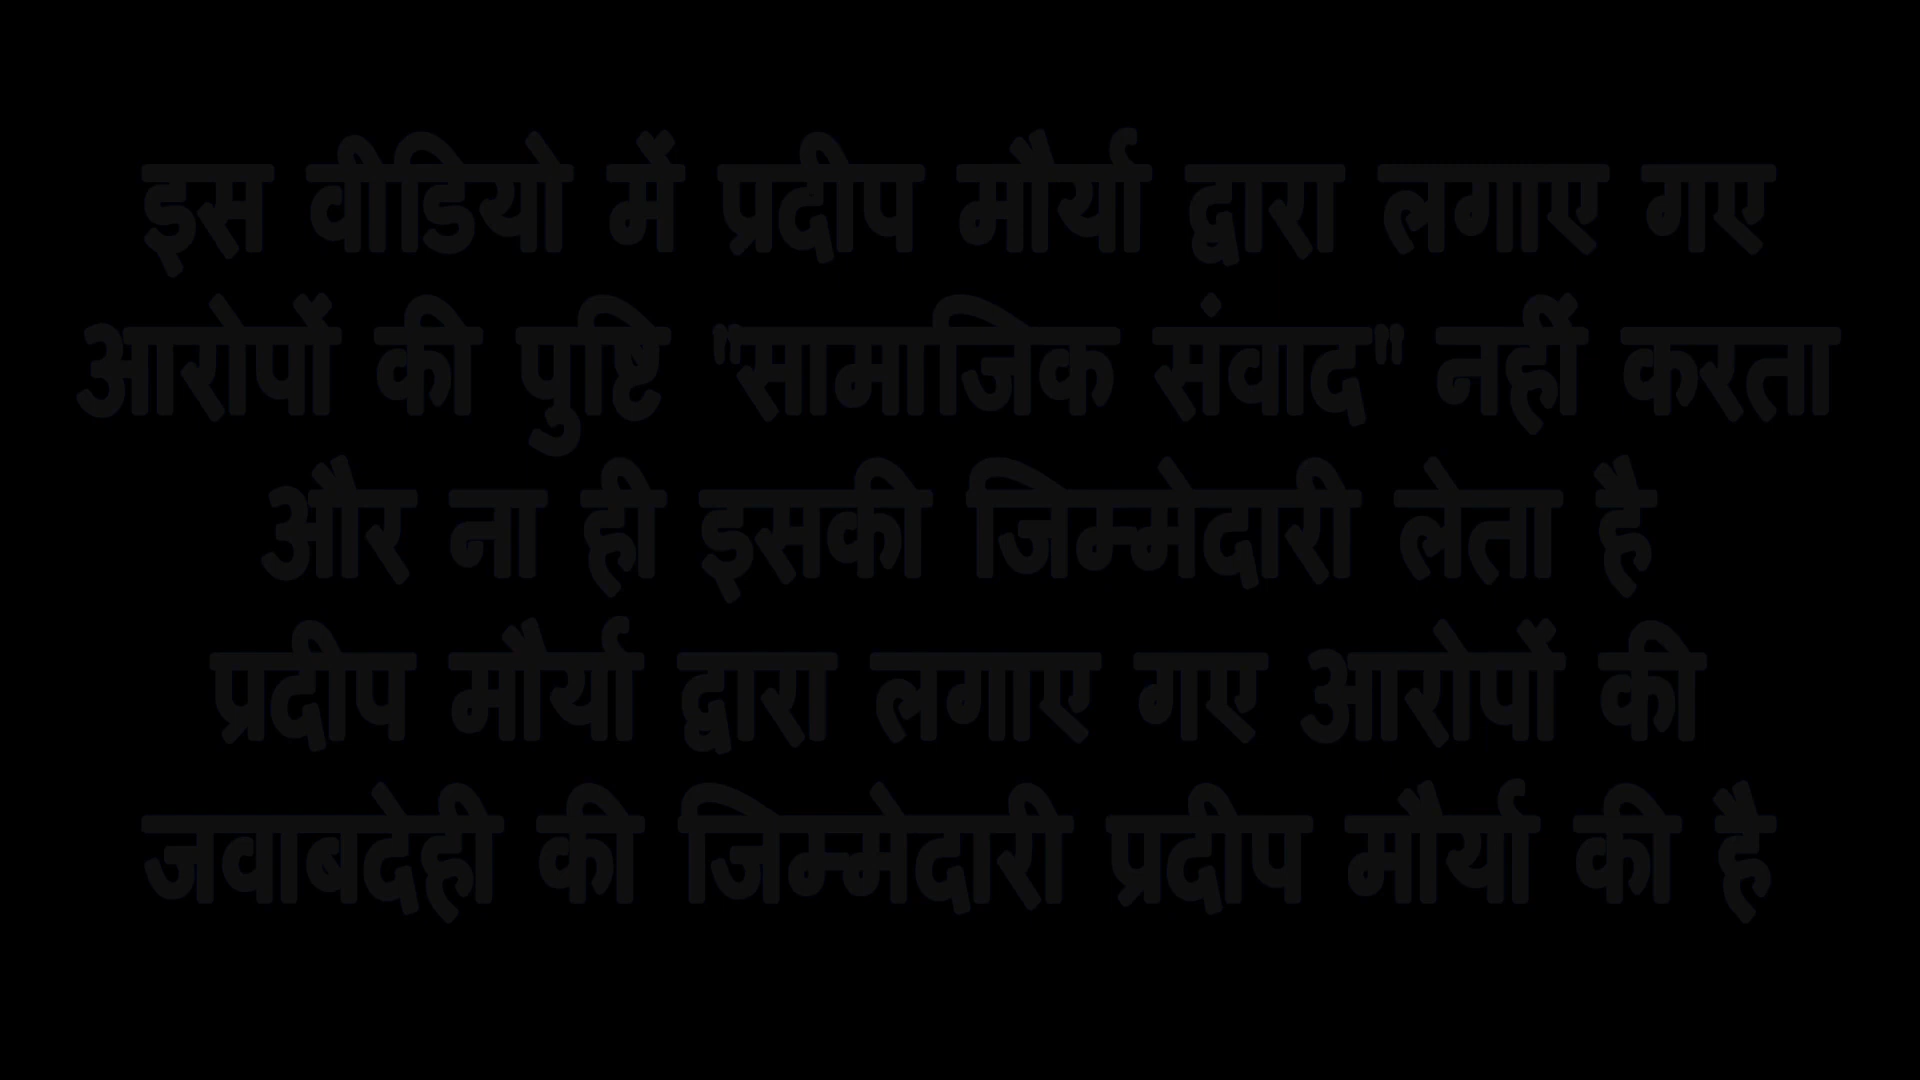 इस वीडियो में प्रदीप मौर्या द्वारा लगाए गए
आरोपों की पुष्टि "सामाजिक संवाद" नहीं करता
और ना ही इसकी जिम्मेदारी लेता है
प्रदीप मौर्या द्वारा लगाए गए आरोपों की
जवाबदेही की जिम्मेदारी प्रदीप मौर्या की है